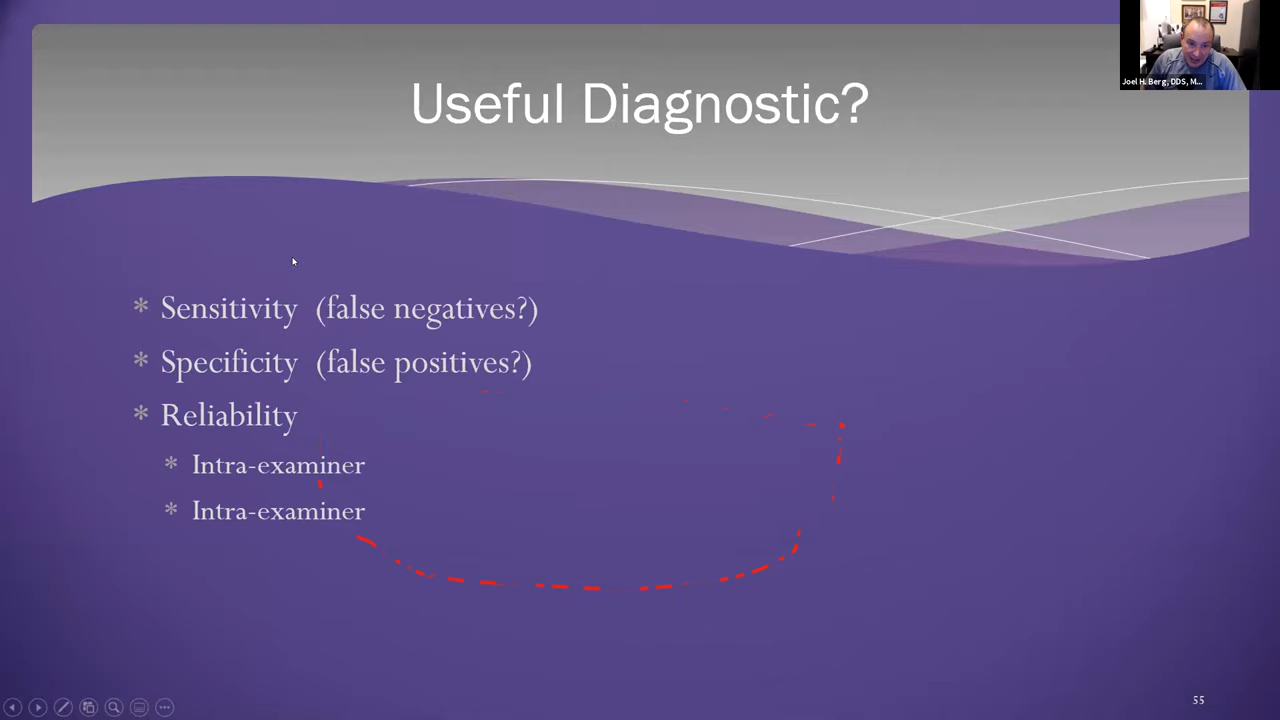 Useful Diagnostic?
Joel H. Berg, DDS, M...
* Sensitivity (false negatives?)
* Specificity (false positives?)
* Reliability
* Intra-examiner
* Intra-examiner
55